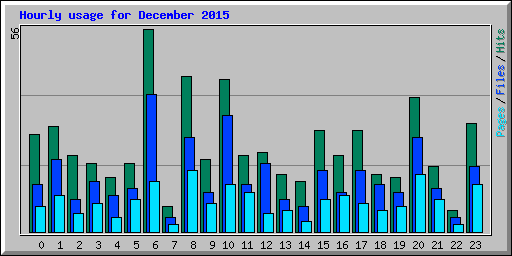 Hourly usage for December 2015
56
Pages/Files/Hits
0 1 2 3 4 5 6 7 8 9 10 11 12 13 14 15 16 17 18 19 20 21 22 23